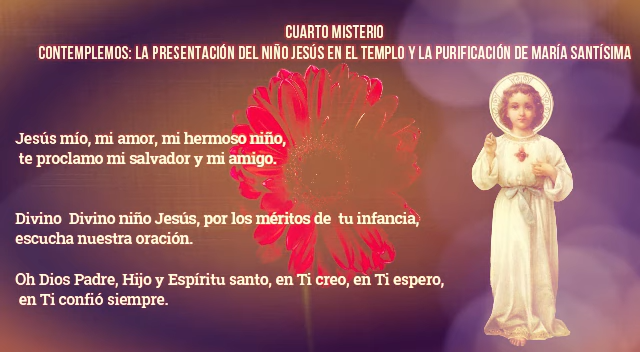 CUARTO MISTERIO
CONTEMPLEMOS: LA PRESENTACIÓN DEL NIÑO JESÚS EN EL TEMPLO Y LA PURIFICACIÓN DE MARÍA SANTÍSIMA
Jesús mío, mi amor, mi hermoso niño,
te proclamo mi salvador y mi amigo.
Divino Divino niño Jesús, por los méritos de tu infancia,
escucha nuestra oración.
Oh Dios Padre, Hijo y Espíritu santo, en Ti creo, en Ti espero,
en Ti confió siempre.